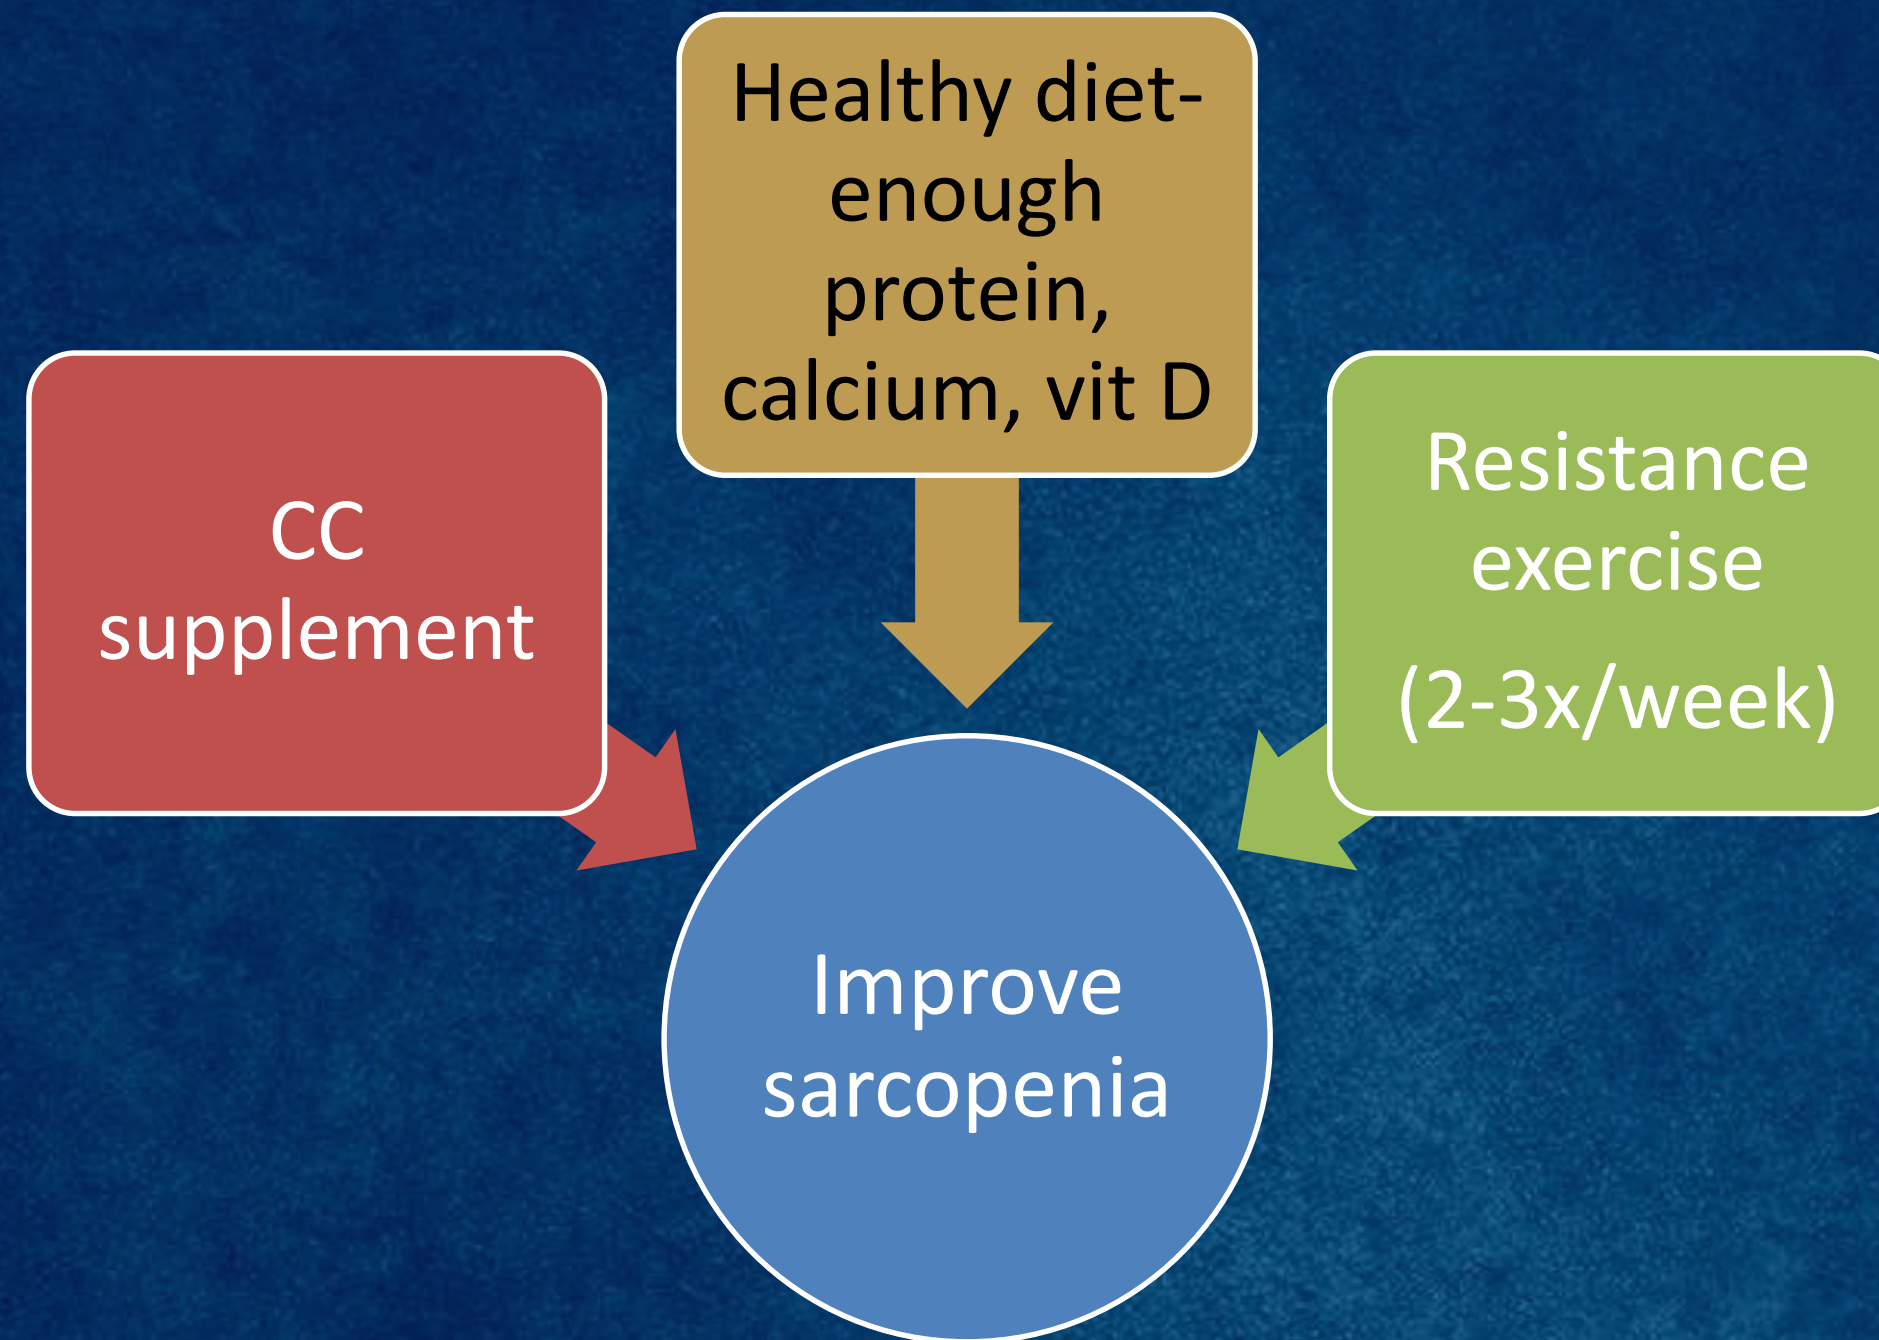 Healthy diet-
enough
protein,
calcium, vit D
CC
supplement
Resistance
exercise
(2-3x/week)
Improve
sarcopenia